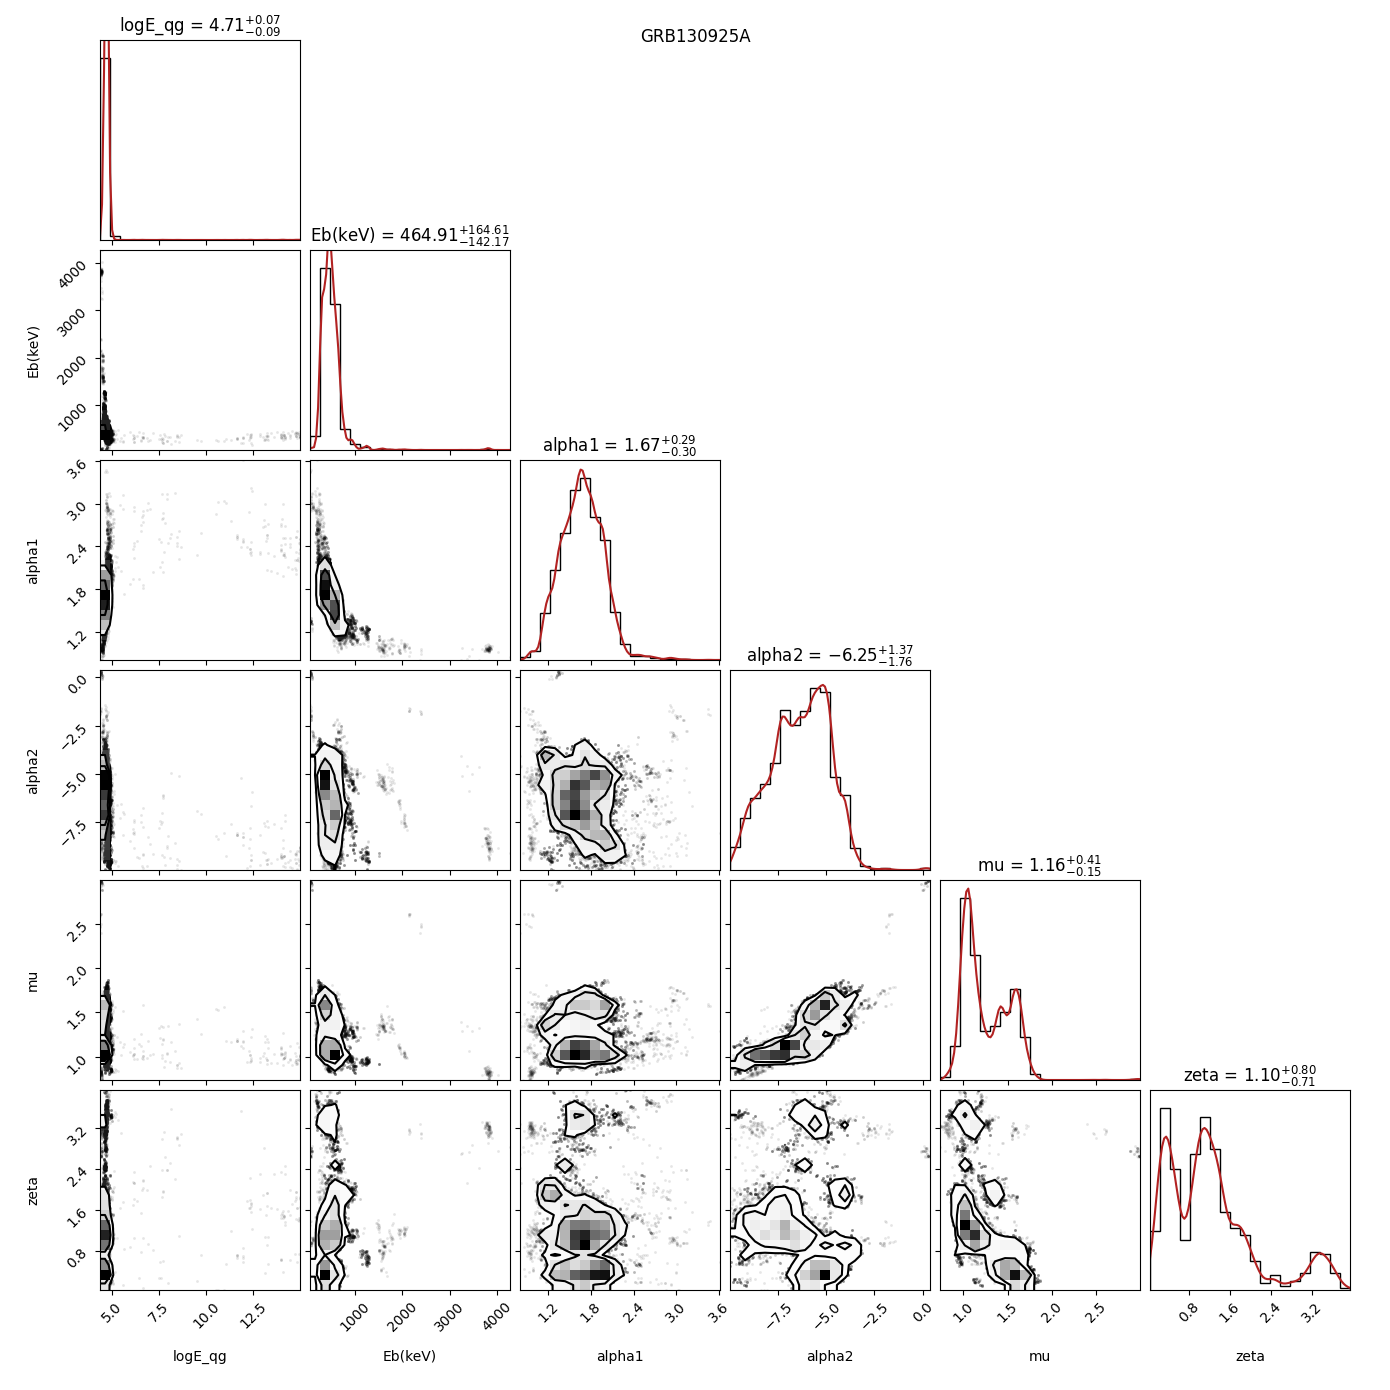 GRB130925A
logE_qg = 4.71 +0.07 −0.09
Eb(keV) = 464.91 +164.61 −142.17
4000
3000
2000
1000
Eb(keV)
alpha1 = 1.67 +0.29 −0.30
3.6
3.0
2.4
1.8
1.2
alpha1
alpha2 = −6.25 +1.37 −1.76
0.0
−2.5
−5.0
−7.5
alpha2
mu = 1.16 +0.41 −0.15
2.5
2.0
1.5
1.0
mu
zeta = 1.10 +0.80 −0.71
3.2
2.4
1.6
0.8
zeta
5.0 7.5 10.0 12.5
1000 2000 3000 4000
1.2 1.8 2.4 3.0 3.6
−7.5 −5.0 −2.5 0.0
1.0 1.5 2.0 2.5
0.8 1.6 2.4 3.2
logE_qg
Eb(keV)
alpha1
alpha2
mu
zeta